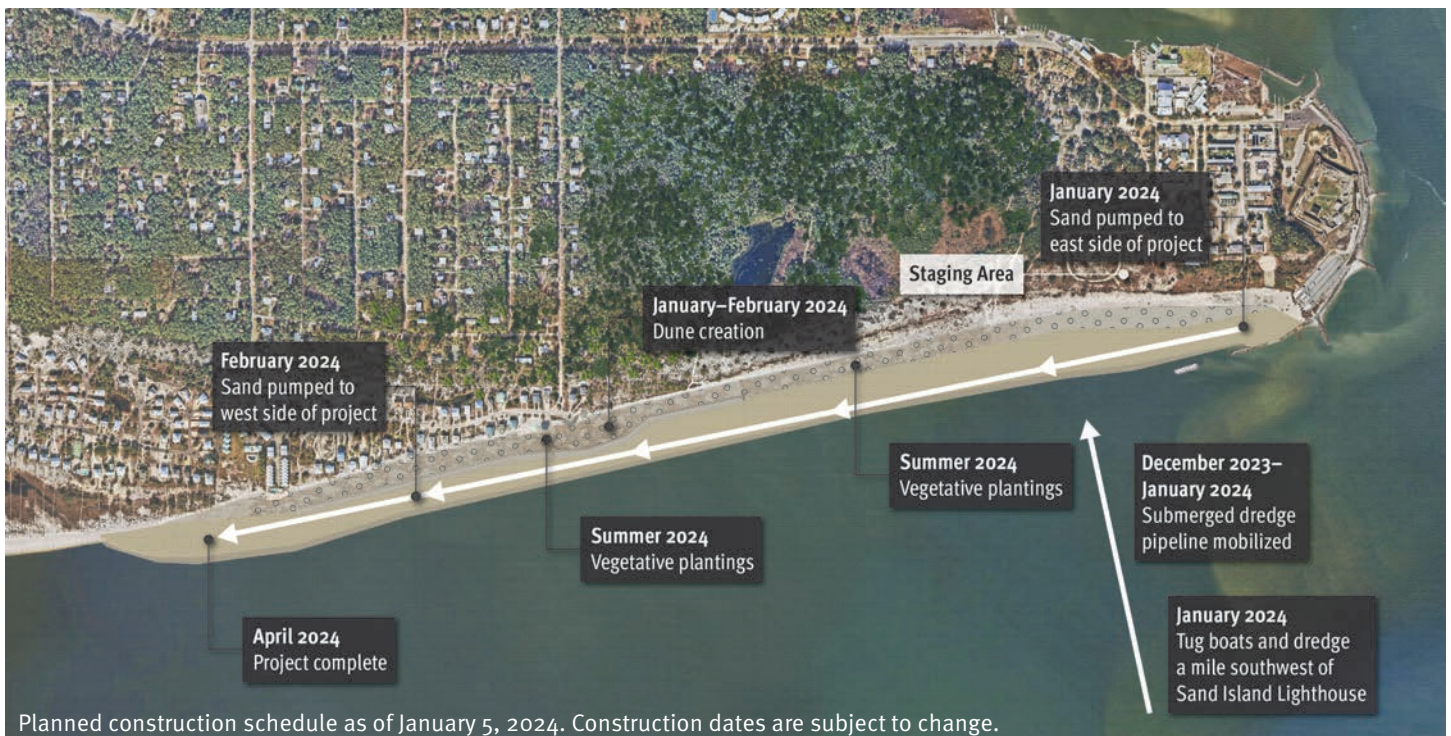 January 2024
Sand pumped to
east side of project
Staging Area
January–February 2024
Dune creation
February 2024
Sand pumped to
west side of project
Summer 2024
Vegetative plantings
December 2023–
January 2024
Submerged dredge
pipeline mobilized
Summer 2024
Vegetative plantings
January 2024
Tug boats and dredge
a mile southwest of
Sand Island Lighthouse
April 2024
Project complete
Planned construction schedule as of January 5, 2024. Construction dates are subject to change.